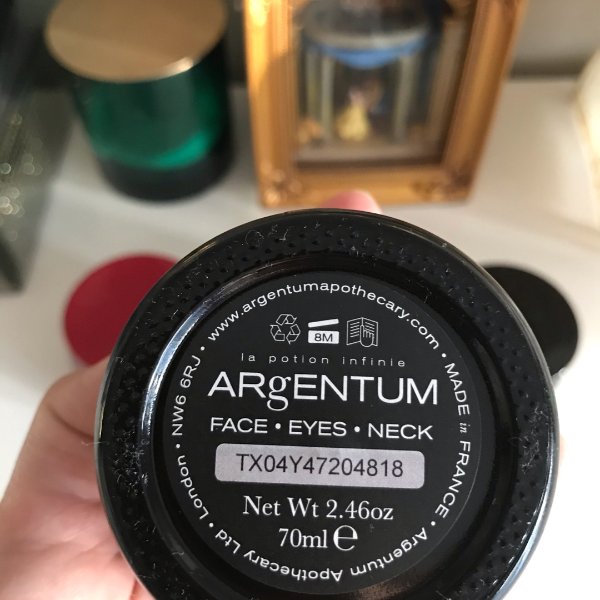 www.argentumapothecary.com • MADE in FRANCE • Argentum Apothecary Ltd • London • NW6 6RJ •
8M
la potion infinie
ARgENTUM
FACE • EYES • NECK
TX04Y47204818
Net Wt 2.46oz
70ml e